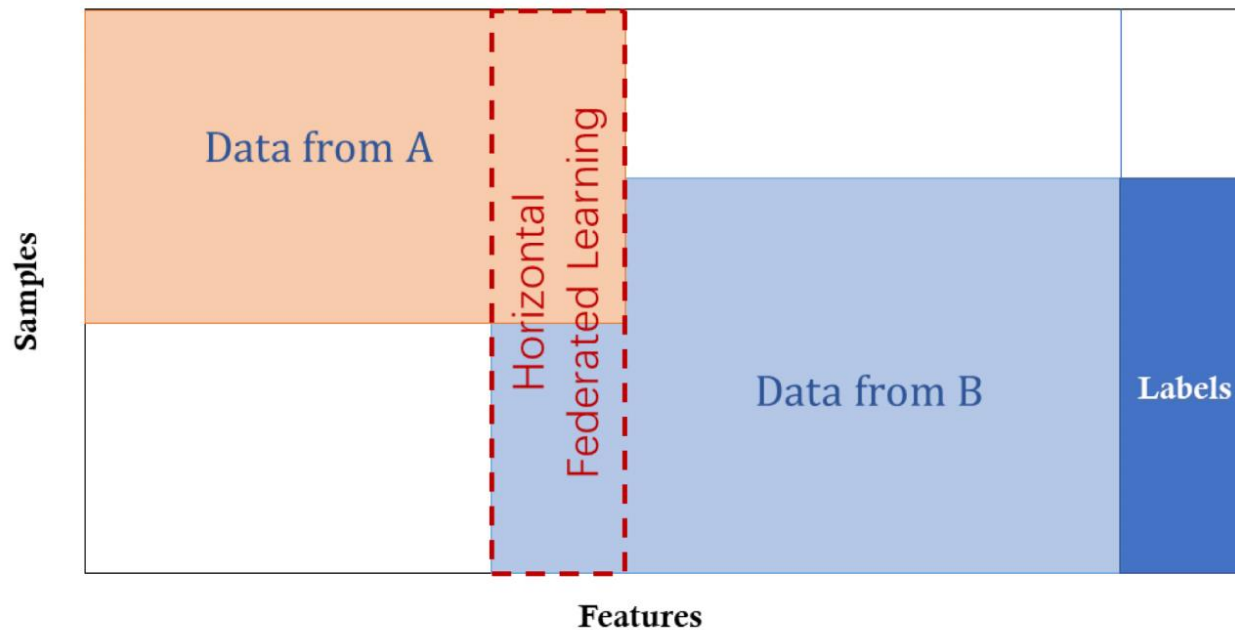 Data from A
Horizontal
Federated Learning
Samples
Data from B
Labels
Features